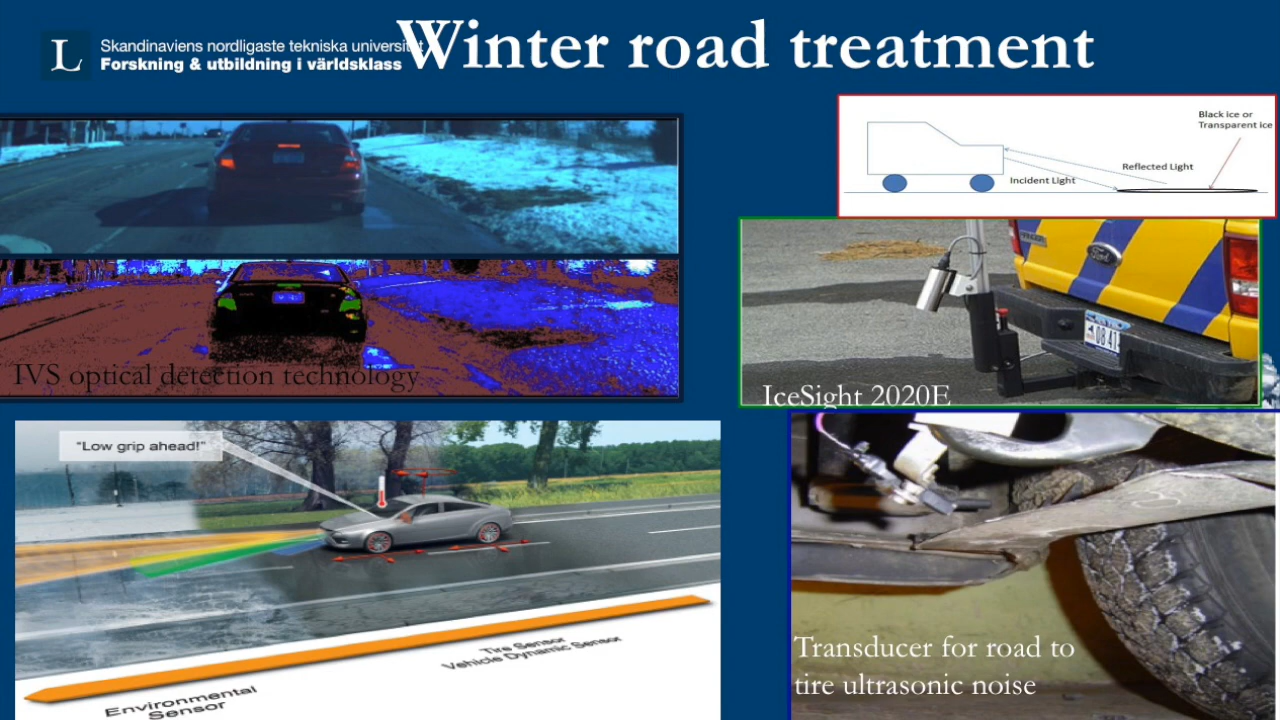 Winter road treatment
L
Skandinaviens nordligaste tekniska universitet
Forskning & utbildning i världsklass
Black ice or
Transparent ice
Reflected Light
Incident Light
IVS optical detection technology
Ford
IceSight 2020E
"Low grip ahead!"
Tire Sensor
Vehicle Dynamic Sensor
Environmental
Sensor
Transducer for road to
tire ultrasonic noise